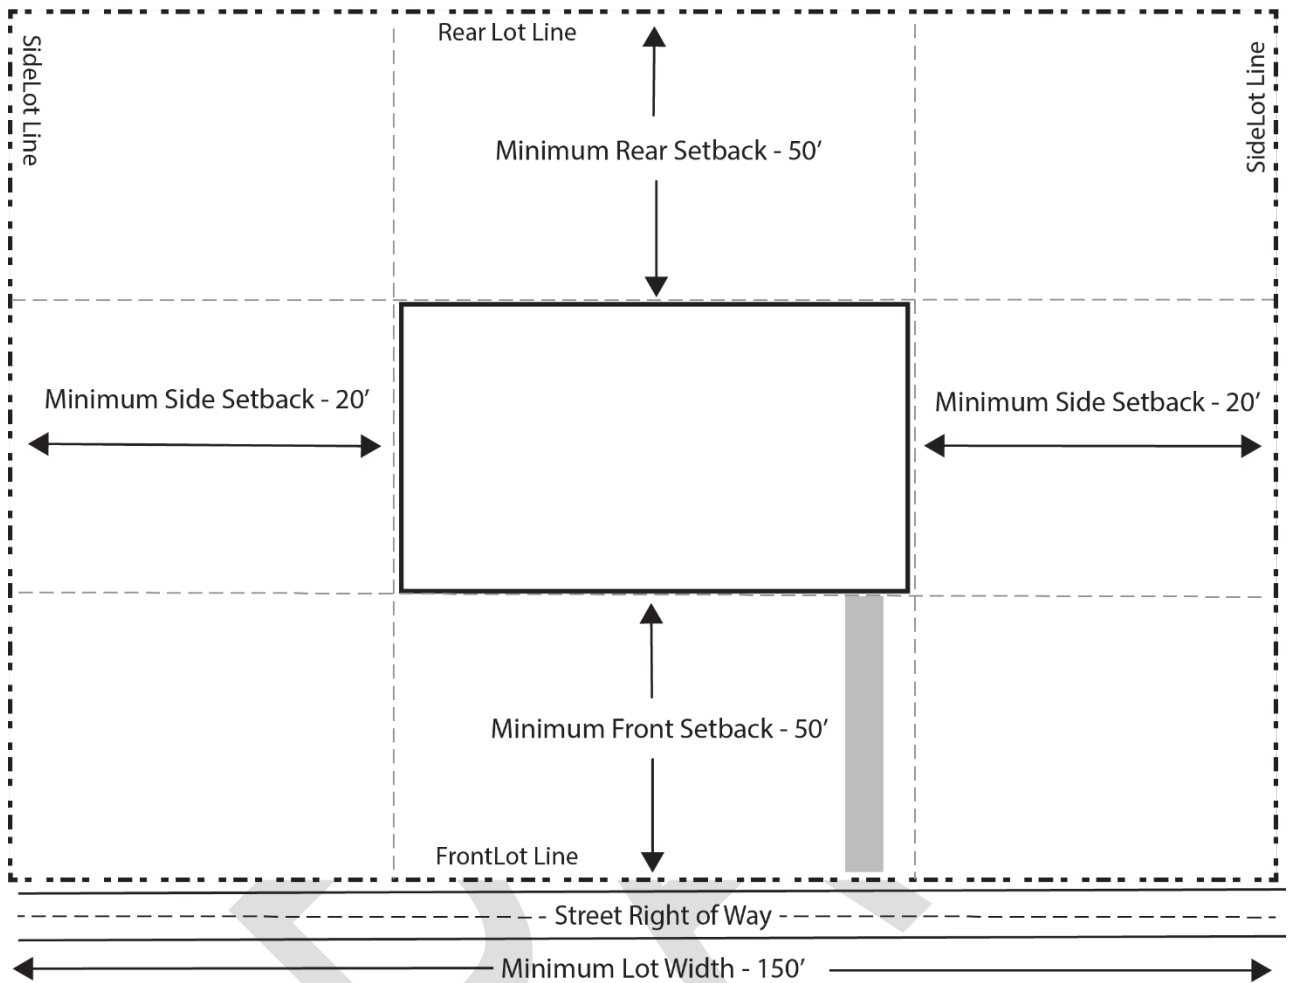 Rear Lot Line
SideLot Line
SideLot Line
Minimum Rear Setback - 50’
Minimum Side Setback - 20’
Minimum Side Setback - 20’
Minimum Front Setback - 50’
FrontLot Line
Street Right of Way
Minimum Lot Width - 150’